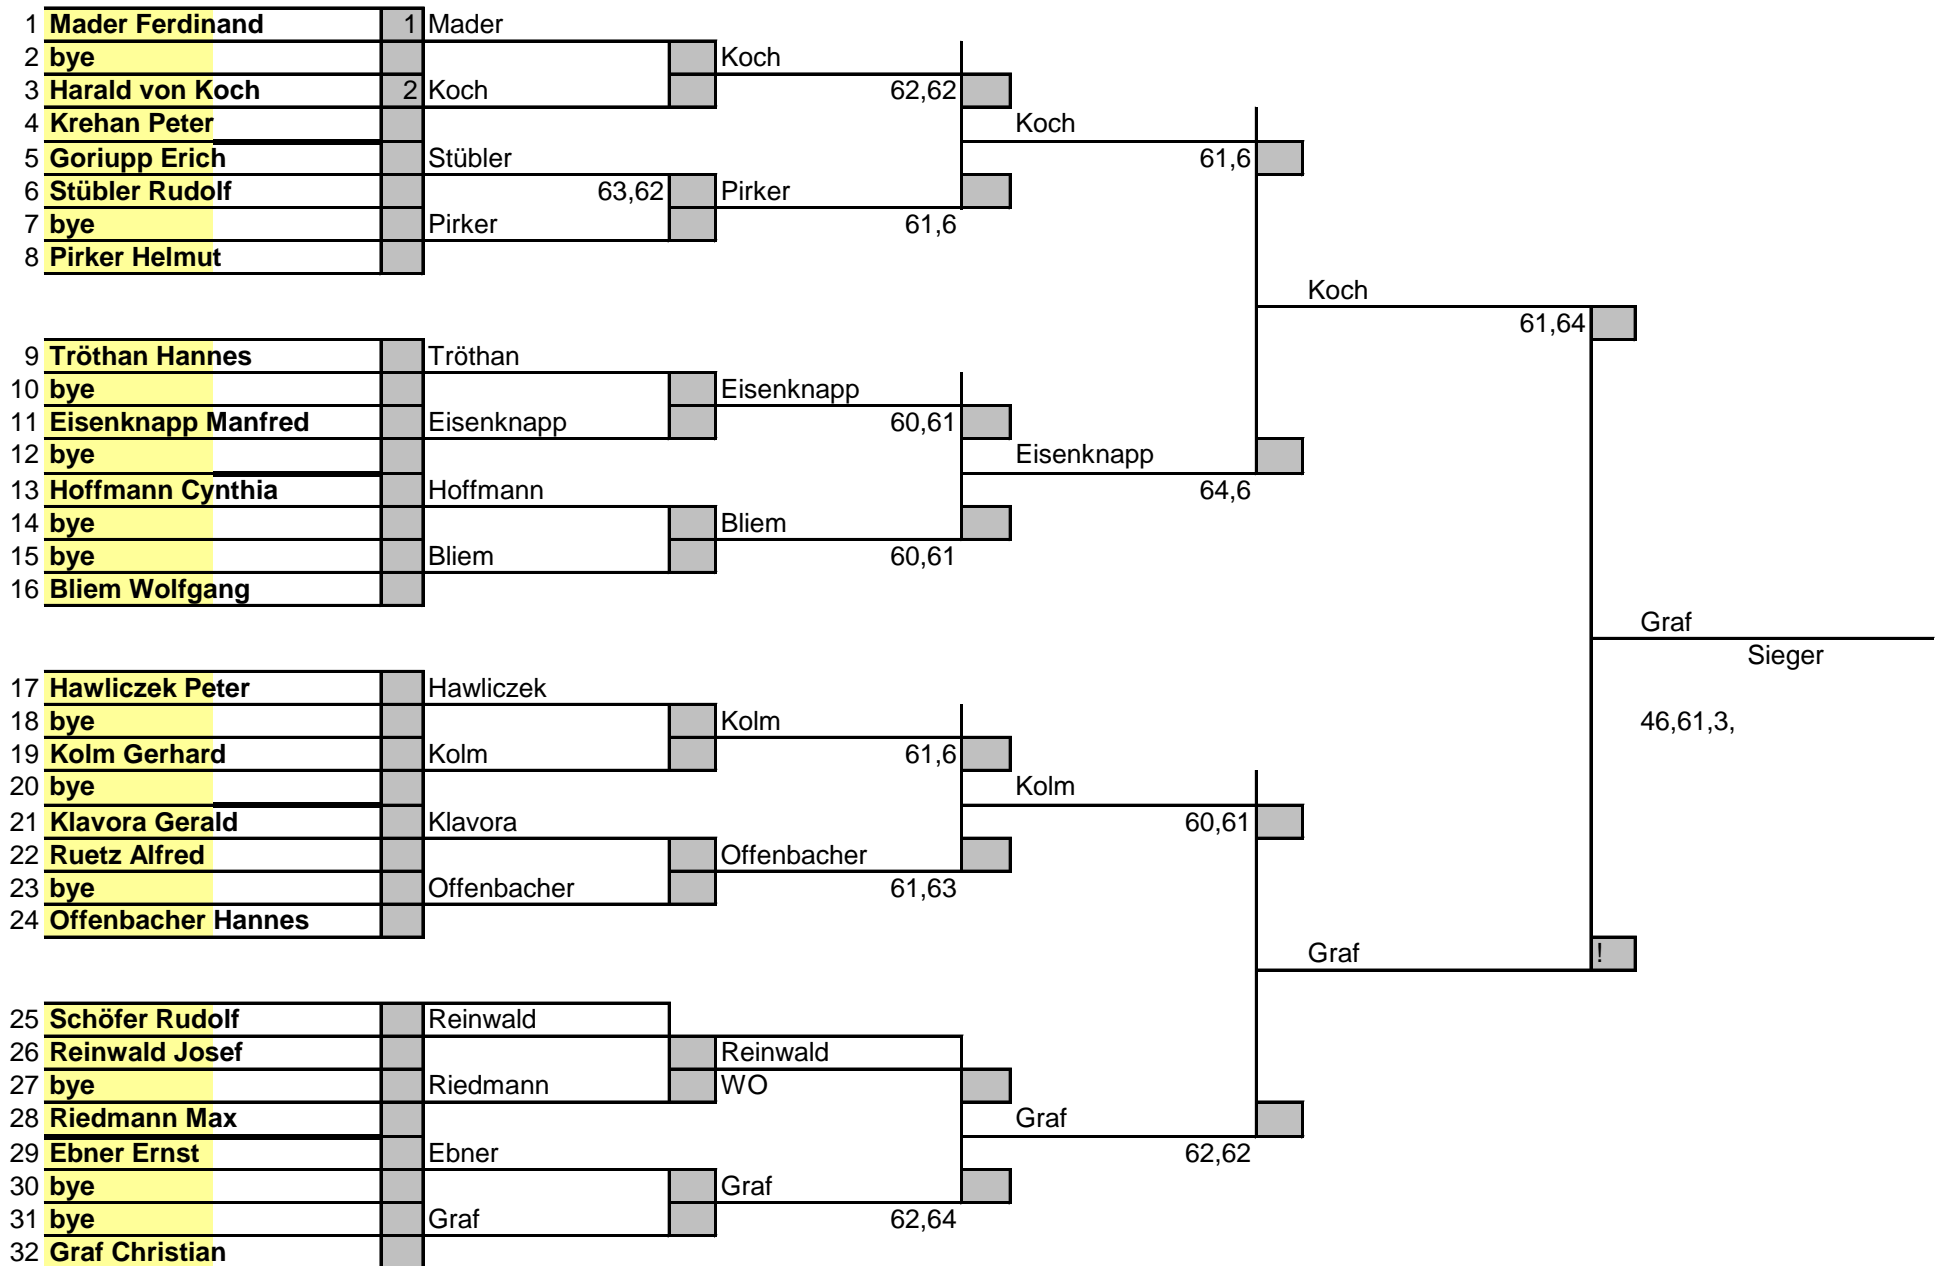 1 Mader Ferdinand 1 Mader
2 bye Koch
3 Harald von Koch 2 Koch 62,62
4 Krehan Peter Koch
5 Goriupp Erich Stübler 61,6
6 Stübler Rudolf 63,62 Pirker
7 bye Pirker 61,6
8 Pirker Helmut
Koch
61,64
9 Tröthan Hannes Tröthan
10 bye Eisenknapp
11 Eisenknapp Manfred Eisenknapp 60,61
12 bye Eisenknapp
13 Hoffmann Cynthia Hoffmann 64,6
14 bye Bliem
15 bye Bliem 60,61
16 Bliem Wolfgang
Graf
Sieger
17 Hawliczek Peter Hawliczek
18 bye Kolm 46,61,3,
19 Kolm Gerhard Kolm 61,6
20 bye Kolm
21 Klavora Gerald Klavora 60,61
22 Ruetz Alfred Offenbacher
23 bye Offenbacher 61,63
24 Offenbacher Hannes
Graf !
25 Schöfer Rudolf Reinwald
26 Reinwald Josef Reinwald
27 bye Riedmann WO
28 Riedmann Max Graf
29 Ebner Ernst Ebner 62,62
30 bye Graf
31 bye Graf 62,64
32 Graf Christian